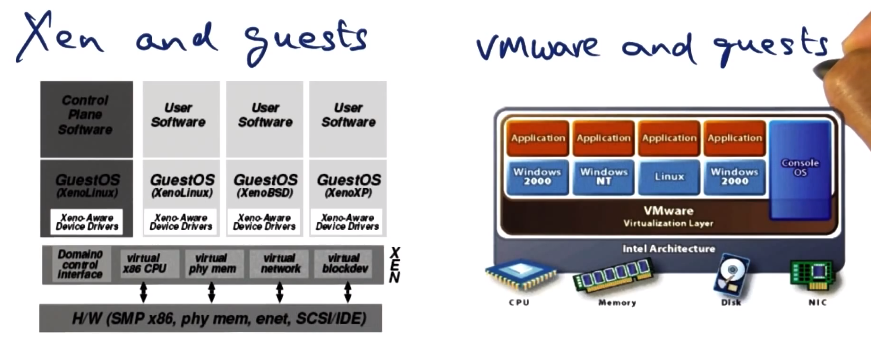 Xen and guests
Control Plane Software
User Software
User Software
User Software
GuestOS (XenoLinux)
GuestOS (XenoLinux)
GuestOS (XenoBSD)
GuestOS (XenoXP)
Xeno-Aware Device Drivers
Xeno-Aware Device Drivers
Xeno-Aware Device Drivers
Xeno-Aware Device Drivers
Domain0 control interface
virtual x86 CPU
virtual phy mem
virtual network
virtual blockdev
XEN
H/W (SMP x86, phy mem, enet, SCSI/IDE)
VMware and guests
Application
Application
Application
Application
Console OS
Windows 2000
Windows NT
Linux
Windows 2000
VMware
Virtualization Layer
Intel Architecture
CPU
Memory
Disk
NIC